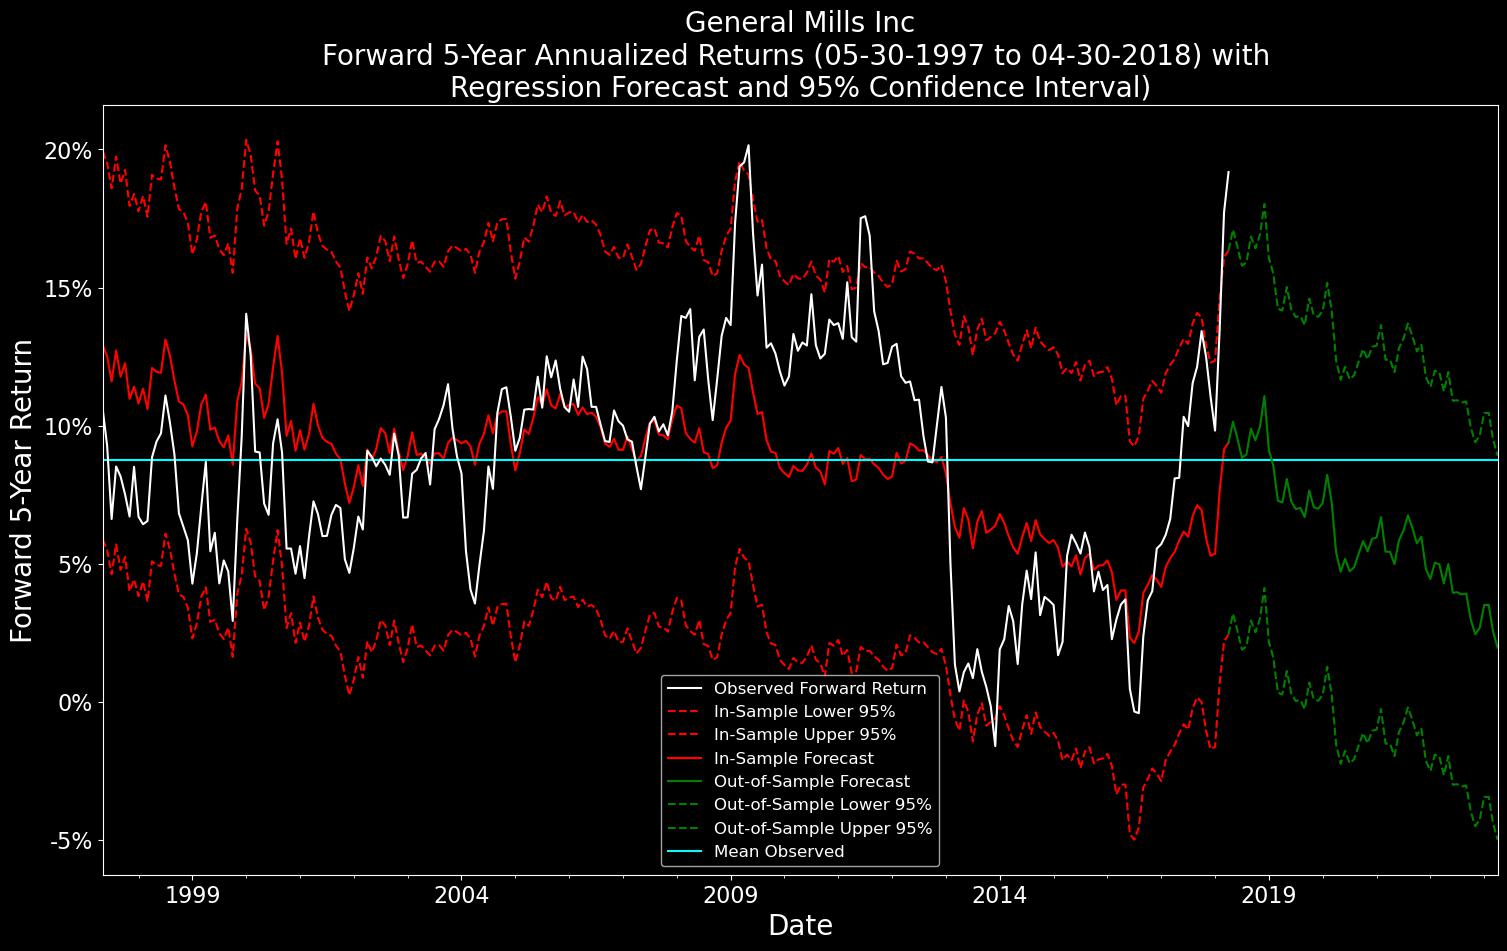 General Mills Inc
Forward 5-Year Annualized Returns (05-30-1997 to 04-30-2018) with
Regression Forecast and 95% Confidence Interval)
Forward 5-Year Return
20%
15%
10%
5%
0%
-5%
Observed Forward Return
In-Sample Lower 95%
In-Sample Upper 95%
In-Sample Forecast
Out-of-Sample Forecast
Out-of-Sample Lower 95%
Out-of-Sample Upper 95%
Mean Observed
1999 2004 2009 2014 2019
Date